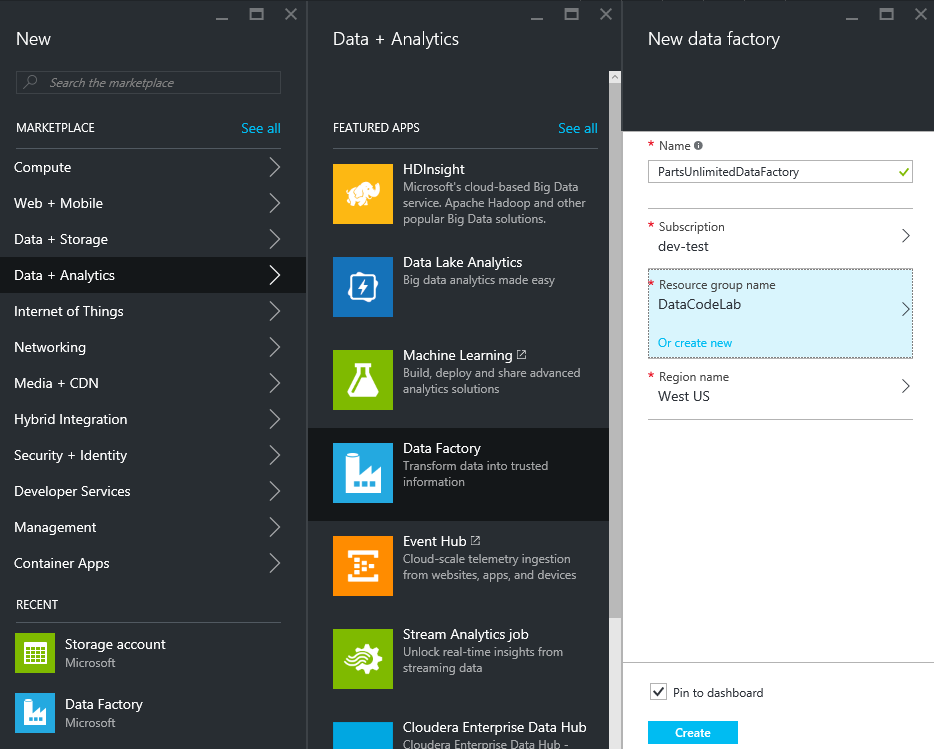 New
Search the marketplace
MARKETPLACE See all
Compute
Web + Mobile
Data + Storage
Data + Analytics
Internet of Things
Networking
Media + CDN
Hybrid Integration
Security + Identity
Developer Services
Management
Container Apps
RECENT
Storage account
Microsoft
Data Factory
Microsoft
Data + Analytics
FEATURED APPS See all
HDInsight
Microsoft's cloud-based Big Data
service. Apache Hadoop and other
popular Big Data solutions.
Data Lake Analytics
Big data analytics made easy
Machine Learning
Build, deploy and share advanced
analytics solutions
Data Factory
Transform data into trusted
information
Event Hub
Cloud-scale telemetry ingestion
from websites, apps, and devices
Stream Analytics job
Unlock real-time insights from
streaming data
Cloudera Enterprise Data Hub
Cloudera Enterprise Data Hub -
New data factory
* Name
PartsUnlimitedDataFactory
* Subscription
dev-test
* Resource group name
DataCodeLab
Or create new
* Region name
West US
Pin to dashboard
Create